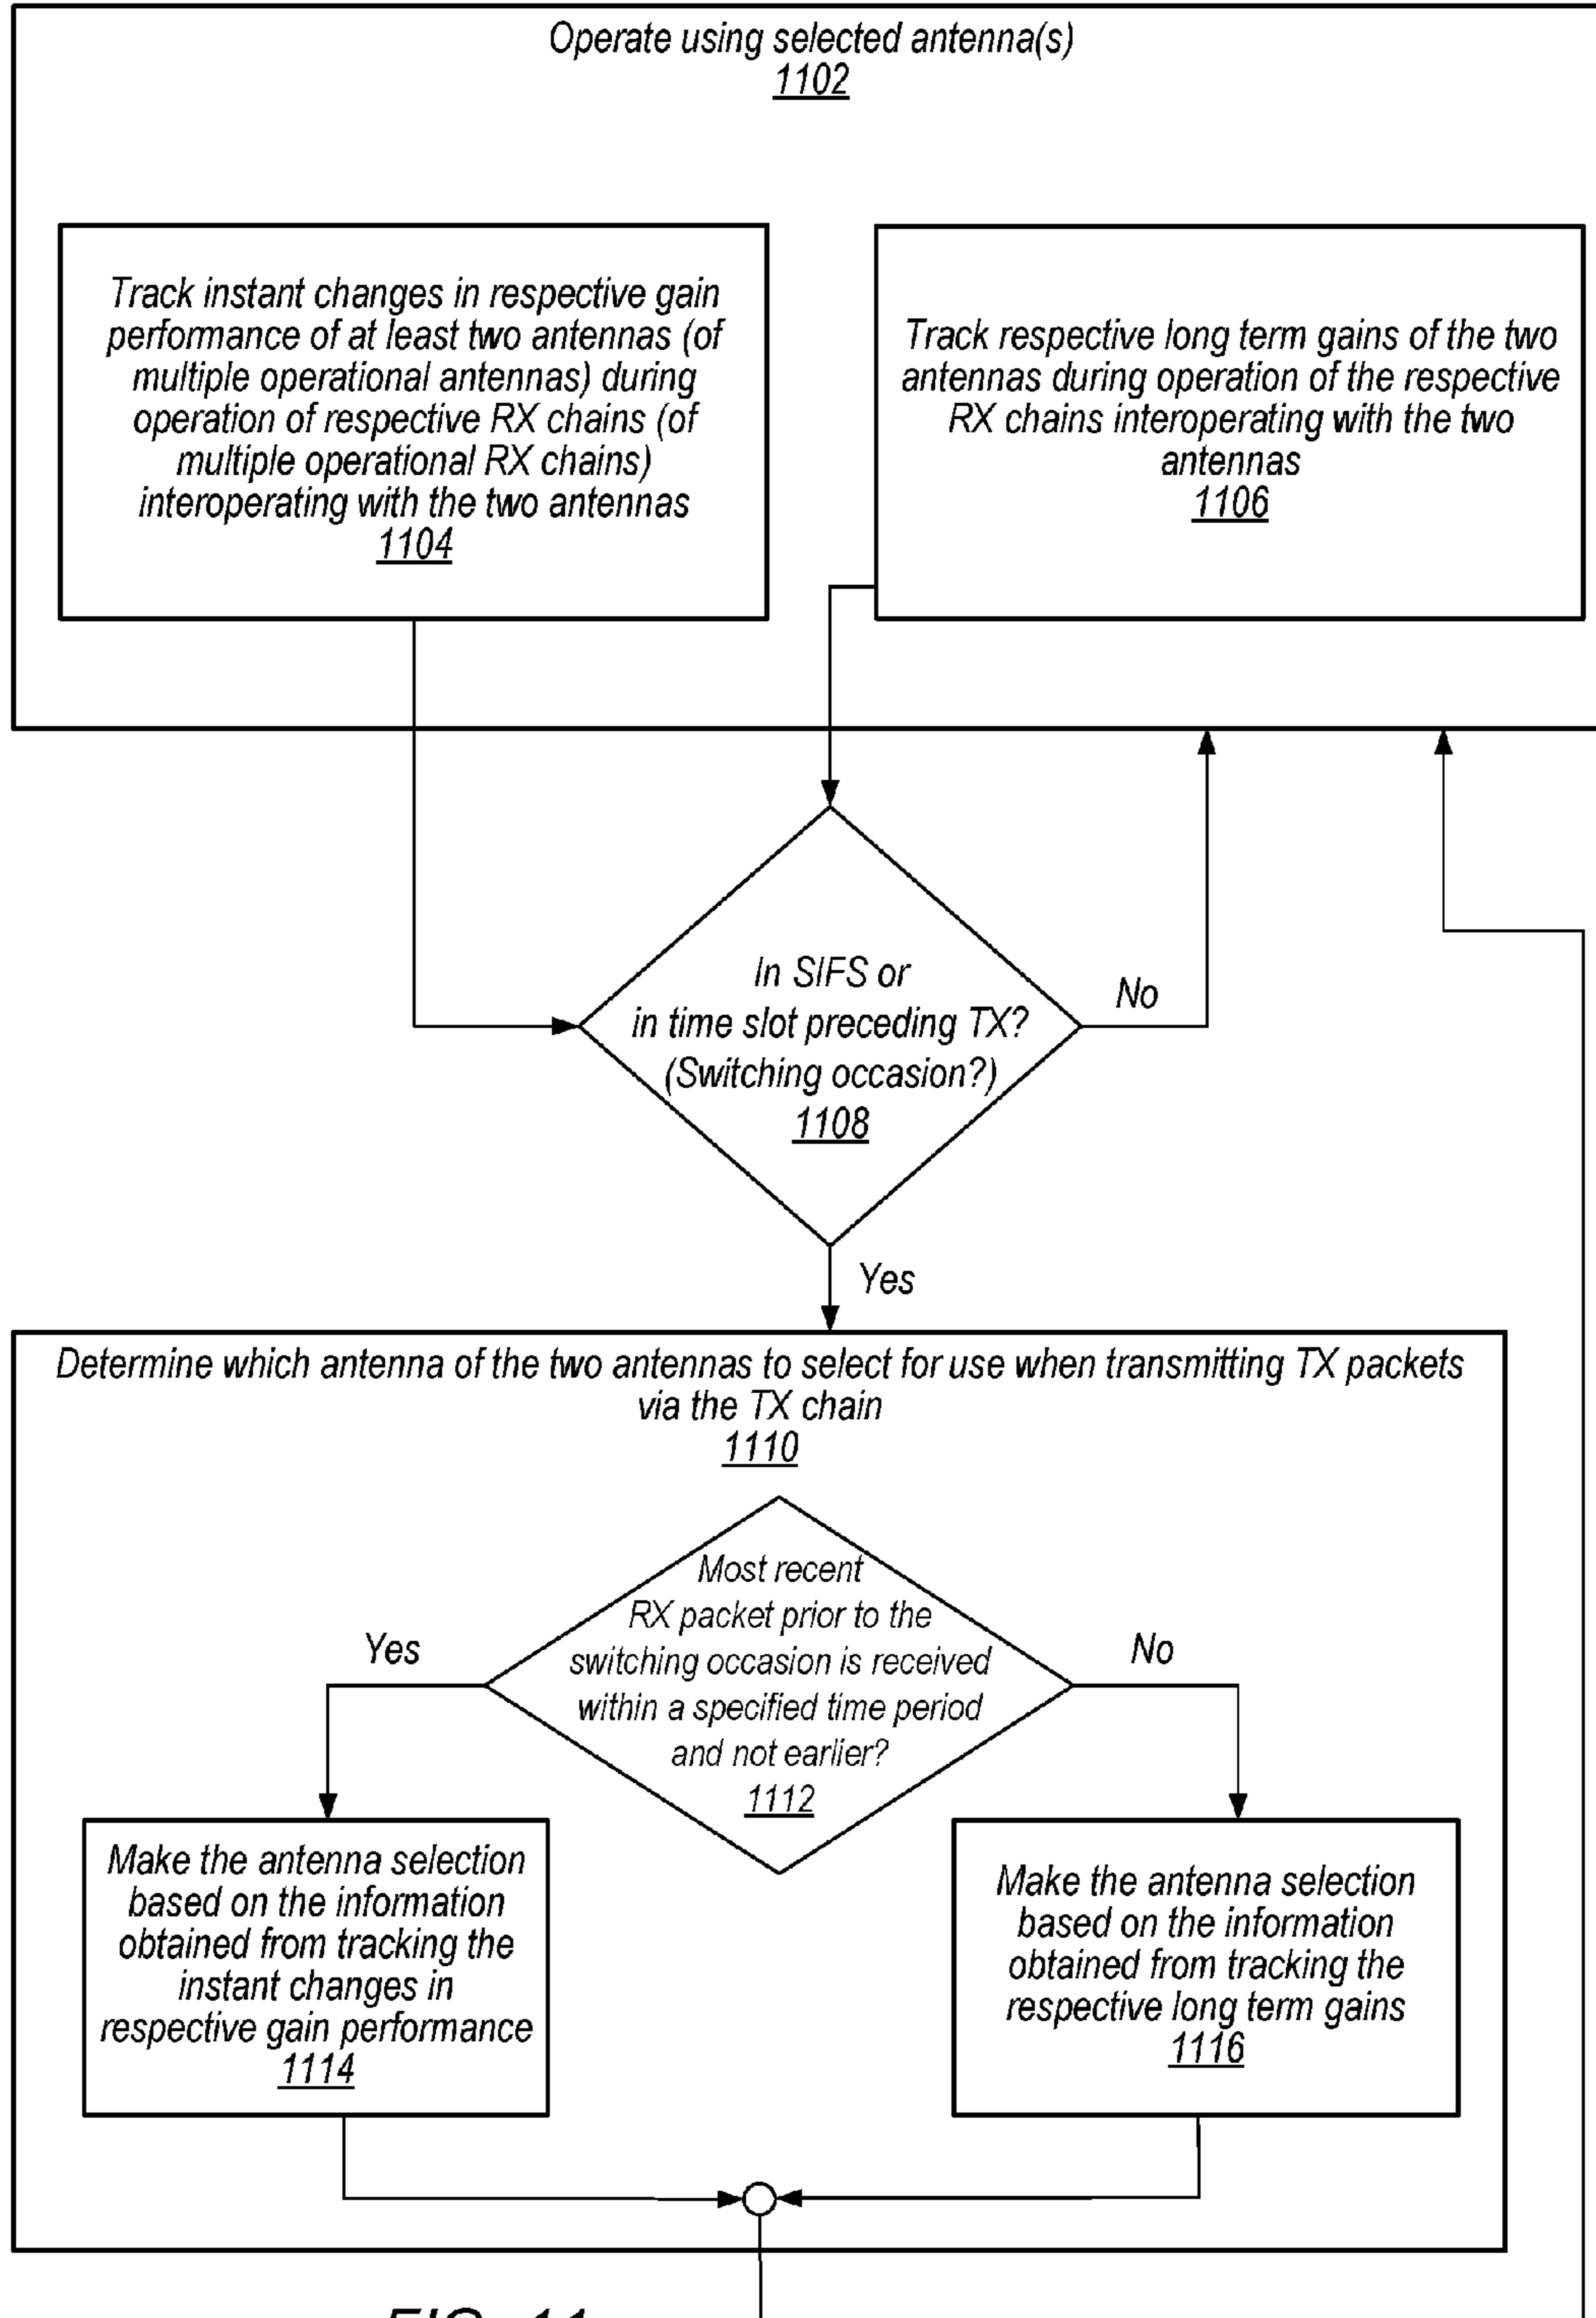 Operate using selected antenna(s)
1102
Track instant changes in respective gain
performance of at least two antennas (of
multiple operational antennas) during
operation of respective RX chains (of
multiple operational RX chains)
interoperating with the two antennas
1104
Track respective long term gains of the two
antennas during operation of the respective
RX chains interoperating with the two
antennas
1106
In SIFS or
in time slot preceding TX?
(Switching occasion?)
1108
No
Yes
Determine which antenna of the two antennas to select for use when transmitting TX packets
via the TX chain
1110
Most recent
RX packet prior to the
switching occasion is received
within a specified time period
and not earlier?
1112
Yes
No
Make the antenna selection
based on the information
obtained from tracking the
instant changes in
respective gain performance
1114
Make the antenna selection
based on the information
obtained from tracking the
respective long term gains
1116
FIG. 11